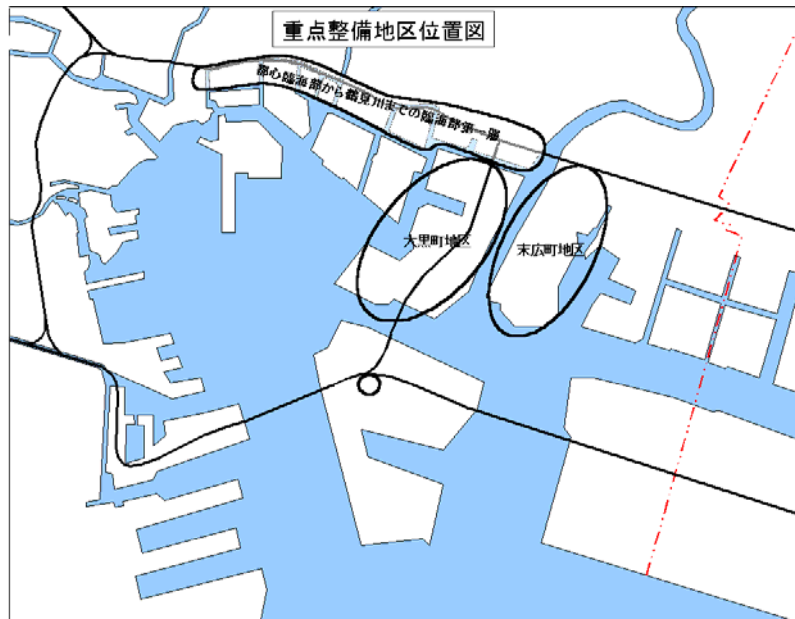 重点整備地区位置図
都心臨海部から鶴見川までの臨海部第一層
大黒町地区
末広町地区